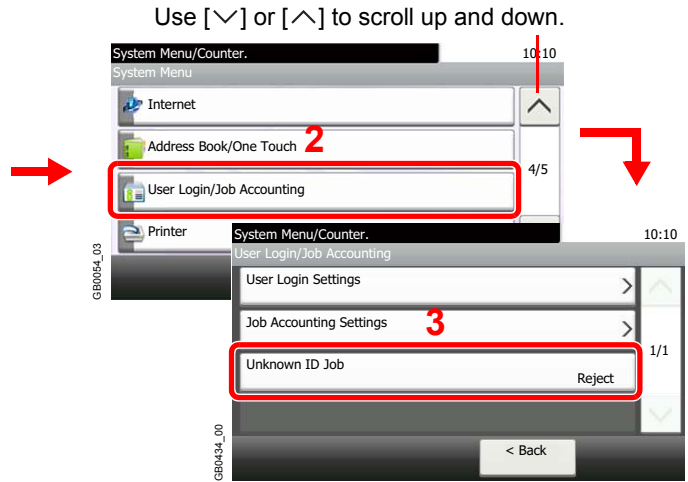 Use [∨] or [∧] to scroll up and down.
System Menu/Counter. 10:10
System Menu
Internet
Address Book/One Touch 2
4/5
User Login/Job Accounting
Printer
GB0054_03
System Menu/Counter. 10:10
User Login/Job Accounting
User Login Settings >
Job Accounting Settings 3 >
1/1
Unknown ID Job
Reject
< Back
GB0434_00